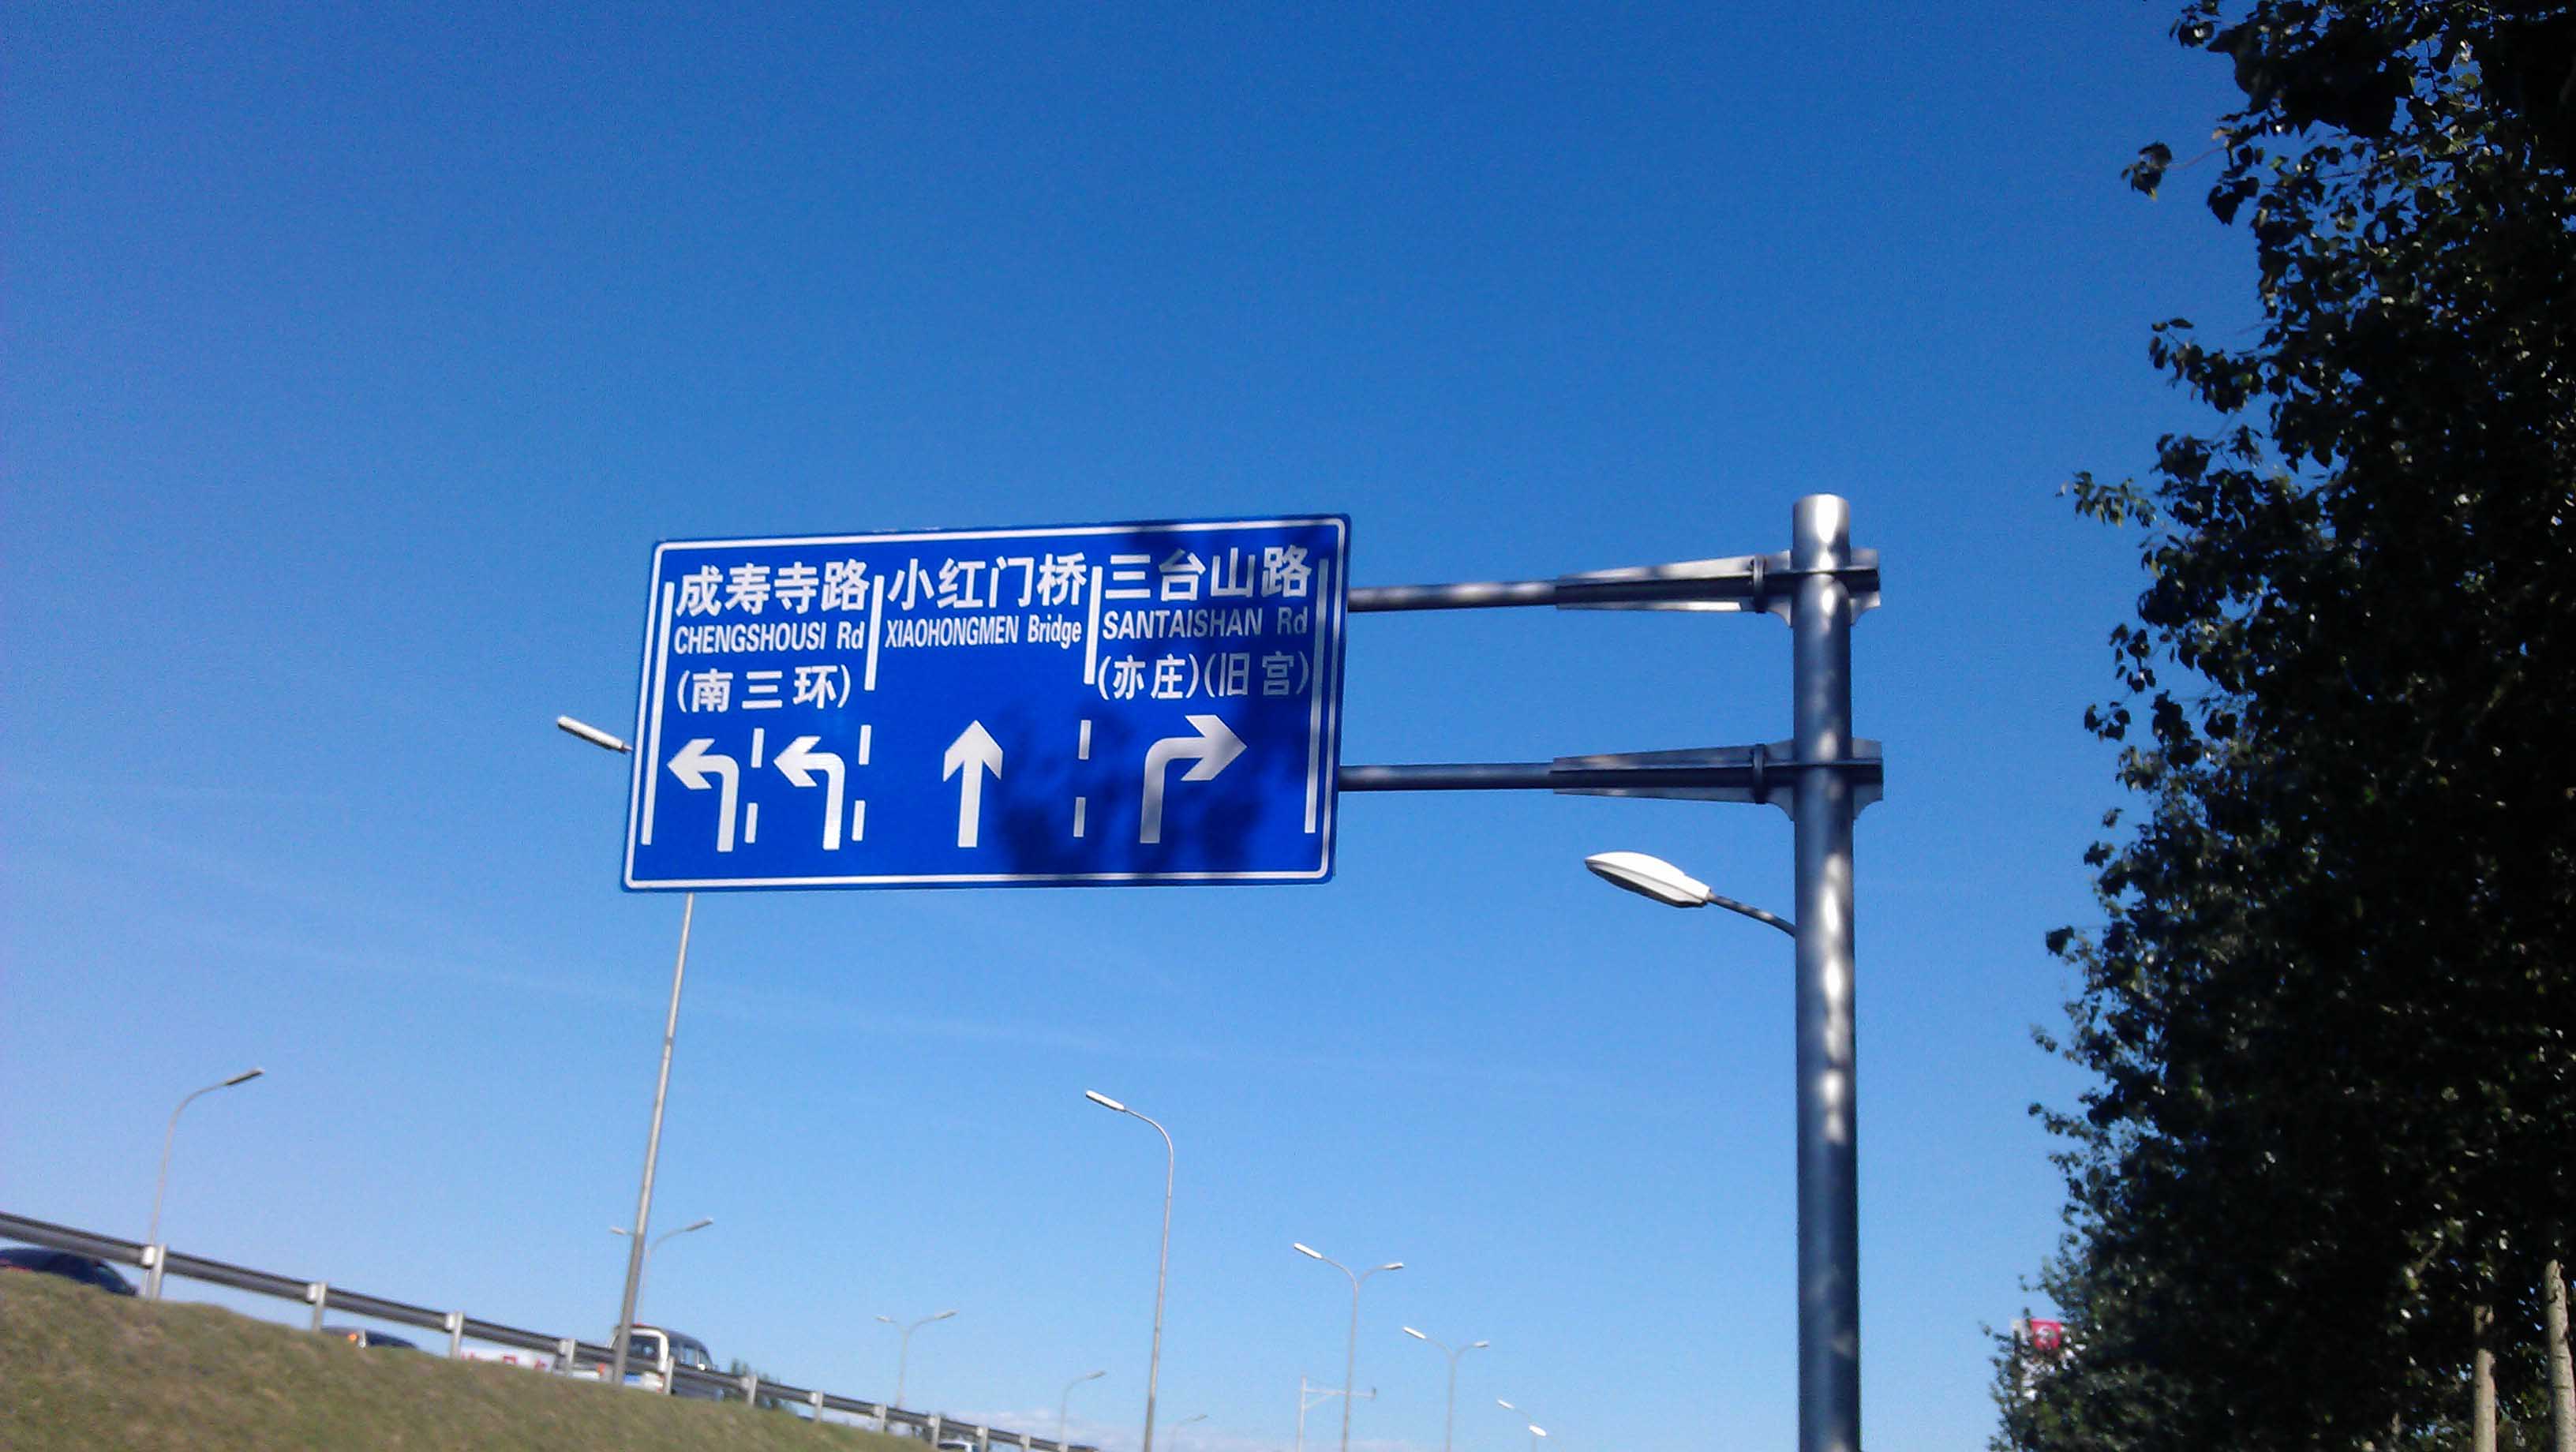 成寿寺路
CHENGSHOUSI Rd
(南三环)
小红门桥
XIAOHONGMEN Bridge
三台山路
SANTAISHAN Rd
(亦庄)(旧宫)